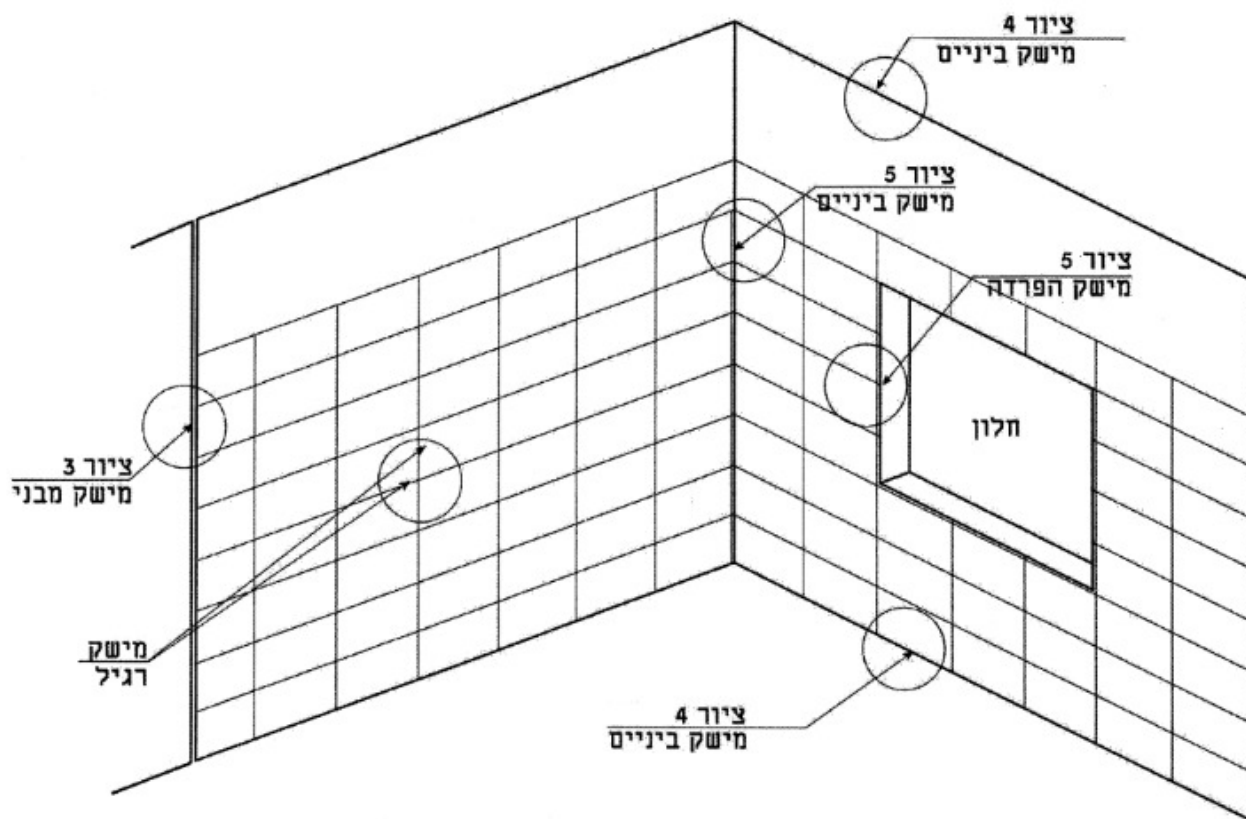 ציור 4
מישק ביניים
ציור 5
מישק ביניים
ציור 5
מישק הפרדה
חלון
ציור 3
מישק מבני
מישק
רגיל
ציור 4
מישק ביניים